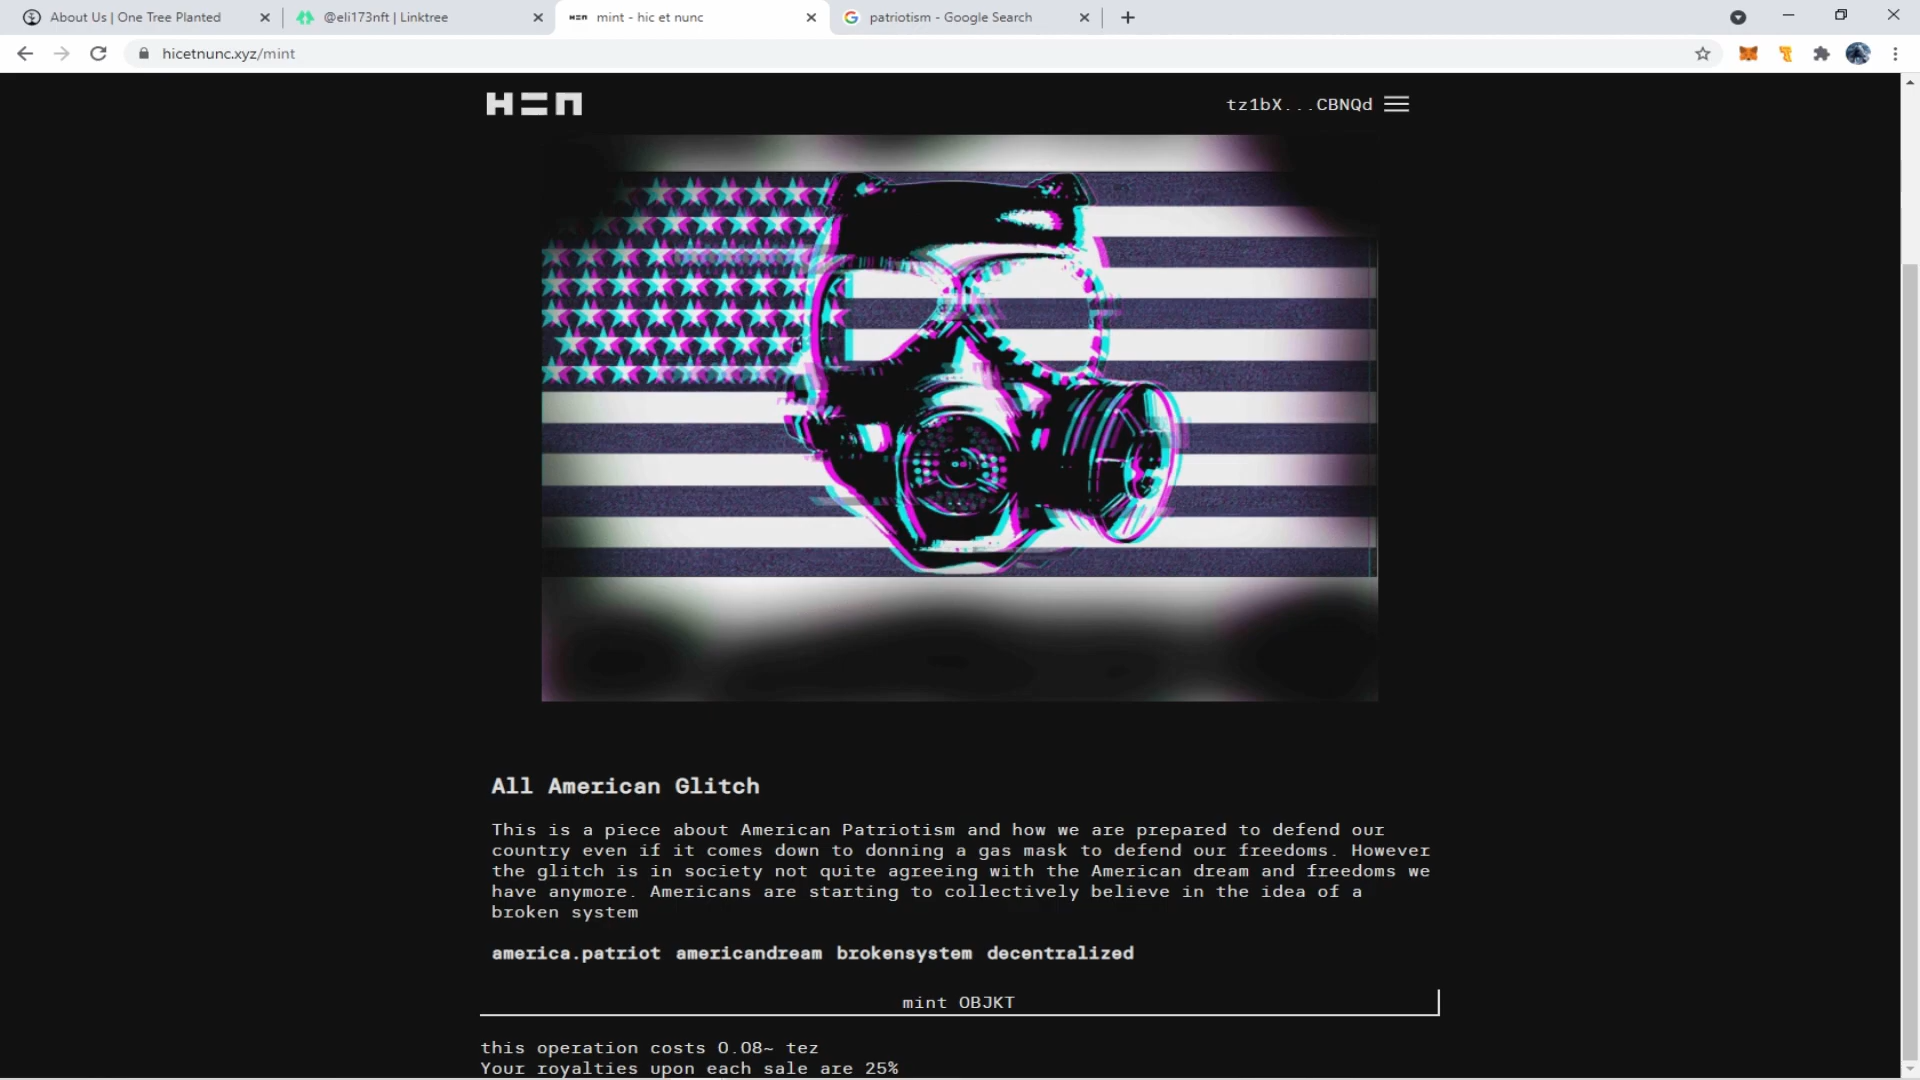 About Us | One Tree Planted
@eli173nft | Linktree
mint - hic et nunc
patriotism - Google Search
hicetnunc.xyz/mint
tz1bX...CBNQd
All American Glitch
This is a piece about American Patriotism and how we are prepared to defend our
country even if it comes down to donning a gas mask to defend our freedoms. However
the glitch is in society not quite agreeing with the American dream and freedoms we
have anymore. Americans are starting to collectively believe in the idea of a
broken system
america.patriot americandream brokensystem decentralized
mint OBJKT
this operation costs 0.08~ tez
Your royalties upon each sale are 25%